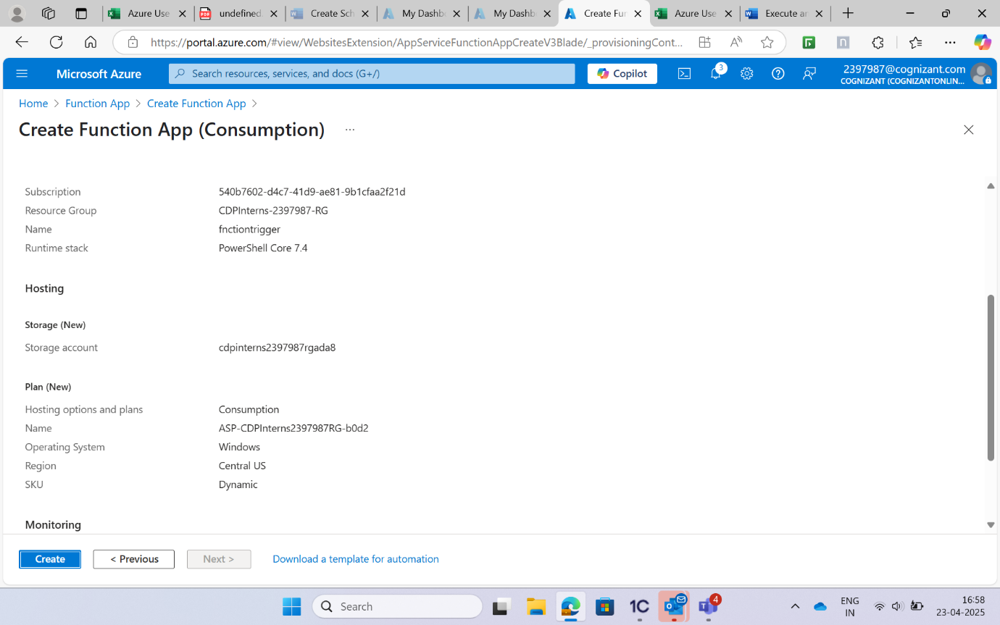 Azure Use
undefined.
Create Sch
My Dashb
My Dashb
Create Fur
Azure Use
Execute ar
https://portal.azure.com/#view/WebsitesExtension/AppServiceFunctionAppCreateV3Blade/_provisioningCont...
Microsoft Azure
Search resources, services, and docs (G+/)
Copilot
3
2397987@cognizant.com
COGNIZANT (COGNIZANTONLIN...
Home > Function App > Create Function App >
Create Function App (Consumption) ...
Subscription 540b7602-d4c7-41d9-ae81-9b1cfaa2f21d
Resource Group CDPInterns-2397987-RG
Name fnctiontrigger
Runtime stack PowerShell Core 7.4
Hosting
Storage (New)
Storage account cdpinterns2397987rgada8
Plan (New)
Hosting options and plans Consumption
Name ASP-CDPInterns2397987RG-b0d2
Operating System Windows
Region Central US
SKU Dynamic
Monitoring
Create < Previous Next > Download a template for automation
Search
1C
4
ENG
IN
16:58
23-04-2025